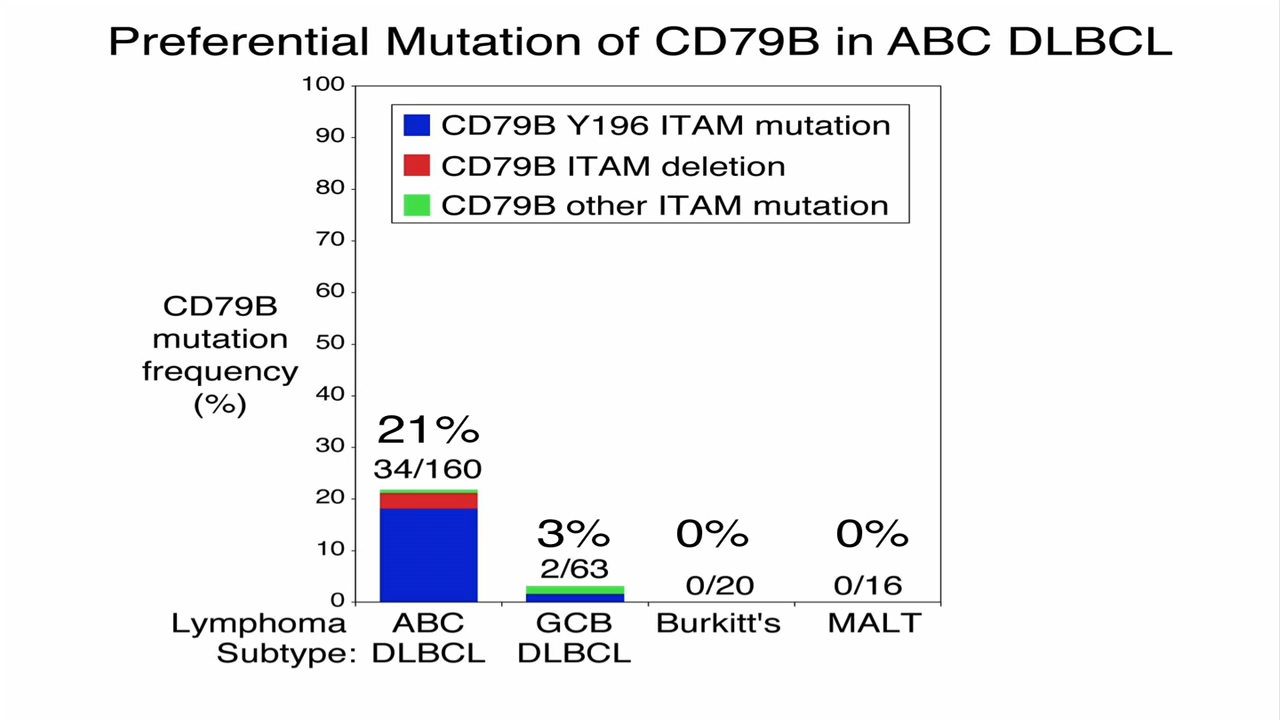 Preferential Mutation of CD79B in ABC DLBCL
100
90
80
70
60
50
40
30
20
10
0
CD79B Y196 ITAM mutation
CD79B ITAM deletion
CD79B other ITAM mutation
CD79B
mutation
frequency
(%)
21%
34/160
3%
2/63
0%
0/20
0%
0/16
Lymphoma
Subtype:
ABC
DLBCL
GCB
DLBCL
Burkitt's
MALT